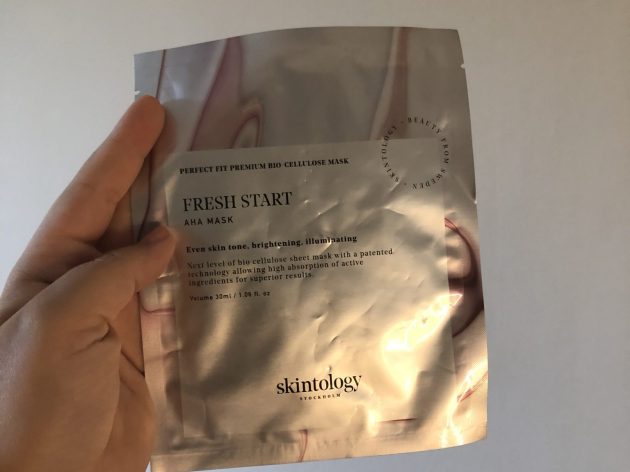 SKINTOLOGY · BEAUTY FROM SWEDEN ·
PERFECT FIT PREMIUM BIO-CELLULOSE MASK
FRESH START
AHA MASK
Even skin tone, brightening, illuminating
Next level of bio cellulose sheet mask with a patented
technology allowing high absorption of active
ingredients for superior results.
Volume 30ml / 1.09 fl. oz
skintology
STOCKHOLM